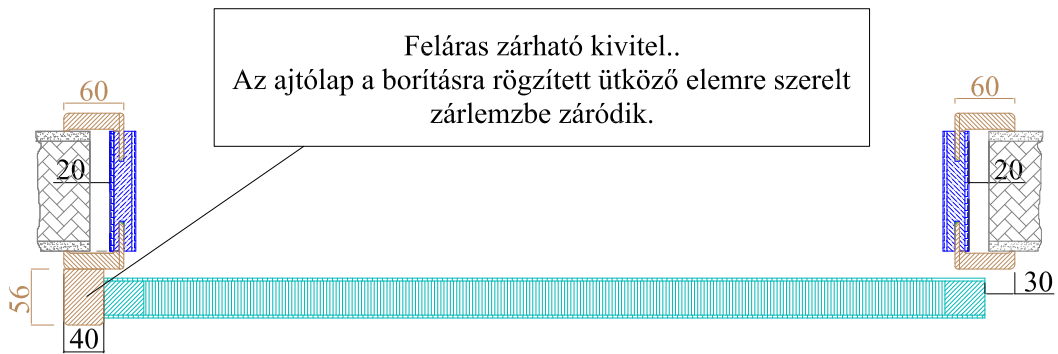 Feláras zárható kivitel..
Az ajtólap a borításra rögzített ütköző elemre szerelt
zárlemzbe záródik.
60
60
20
20
56
30
40